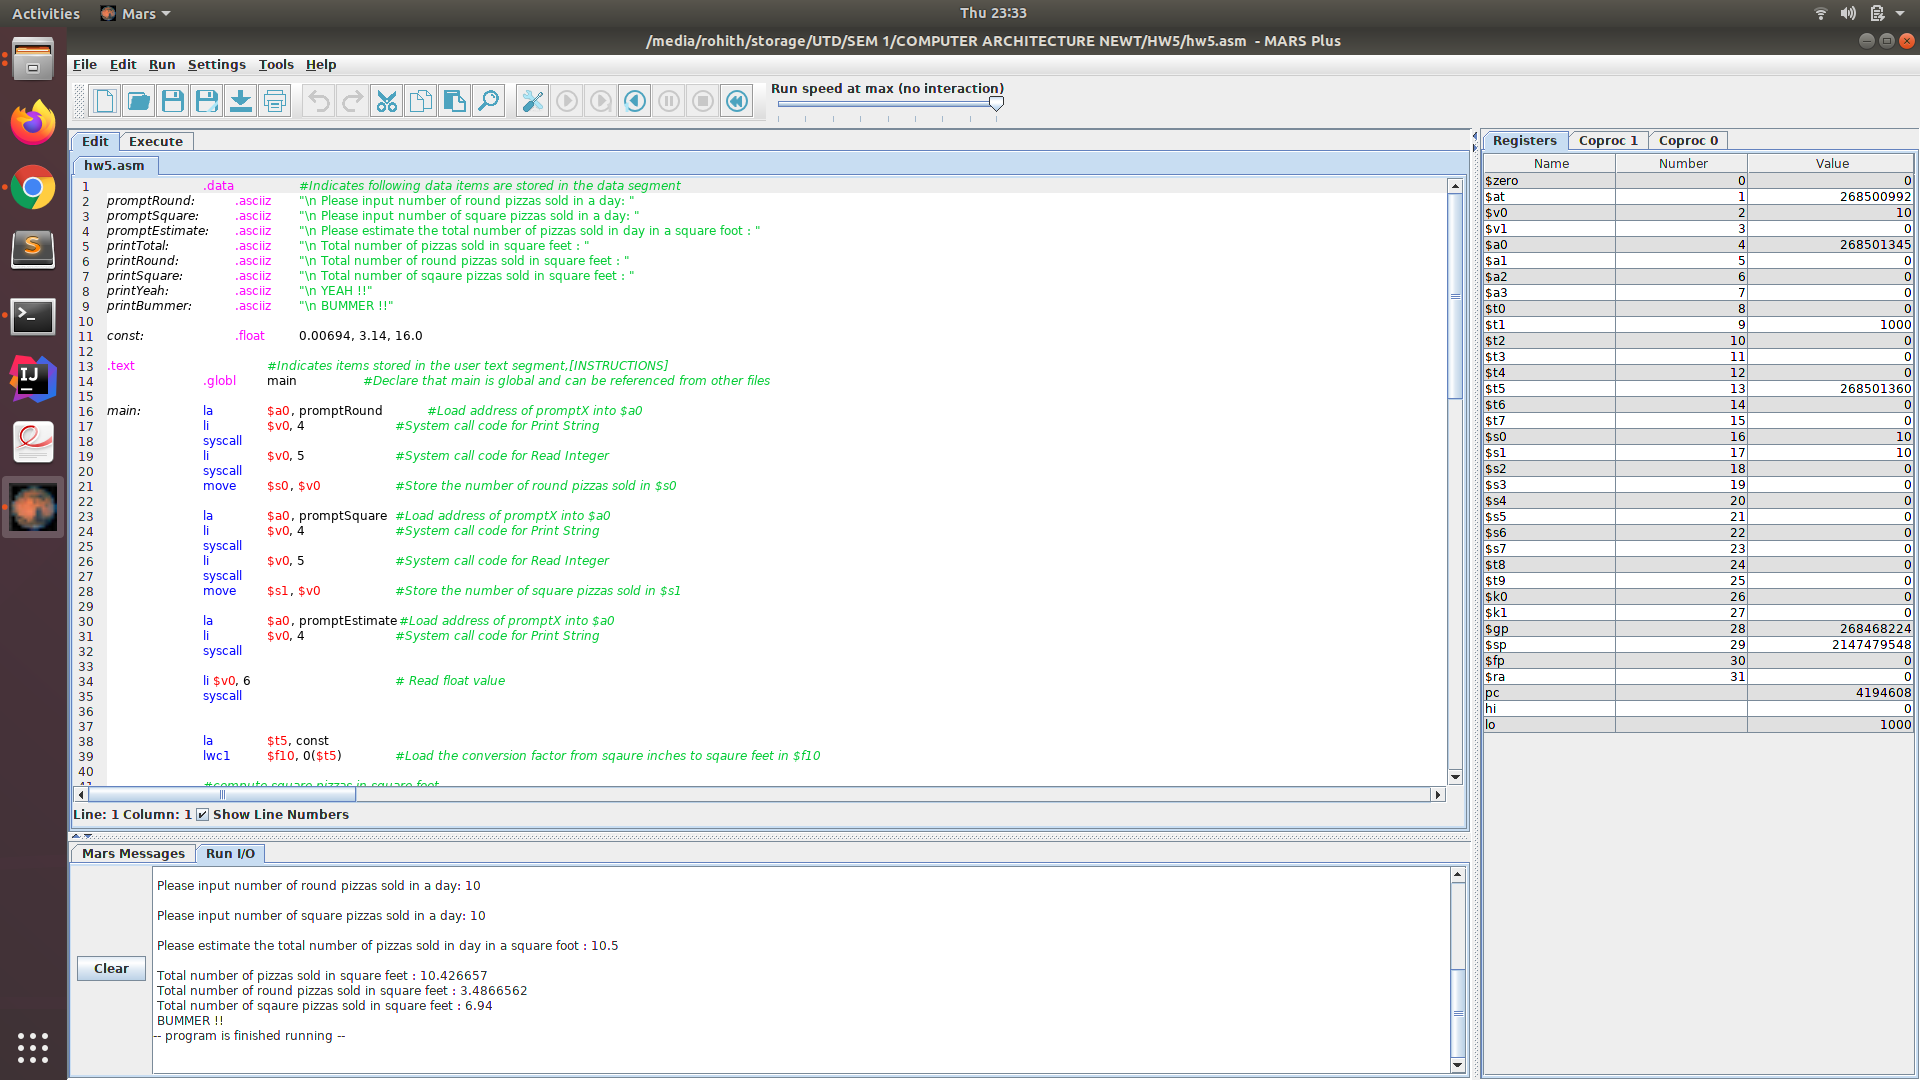 Activities Mars Thu 23:33
/media/rohith/storage/UTD/SEM 1/COMPUTER ARCHITECTURE NEWT/HW5/hw5.asm - MARS Plus
File Edit Run Settings Tools Help
Run speed at max (no interaction)
Edit Execute
hw5.asm
1 .data #Indicates following data items are stored in the data segment
2 promptRound: .asciiz "\n Please input number of round pizzas sold in a day: "
3 promptSquare: .asciiz "\n Please input number of square pizzas sold in a day: "
4 promptEstimate: .asciiz "\n Please estimate the total number of pizzas sold in day in a square foot : "
5 printTotal: .asciiz "\n Total number of pizzas sold in square feet : "
6 printRound: .asciiz "\n Total number of round pizzas sold in square feet : "
7 printSquare: .asciiz "\n Total number of sqaure pizzas sold in square feet : "
8 printYeah: .asciiz "\n YEAH !!"
9 printBummer: .asciiz "\n BUMMER !!"
10
11 const: .float 0.00694, 3.14, 16.0
12
13 .text #Indicates items stored in the user text segment,[INSTRUCTIONS]
14 .globl main #Declare that main is global and can be referenced from other files
15
16 main: la $a0, promptRound #Load address of promptX into $a0
17 li $v0, 4 #System call code for Print String
18 syscall
19 li $v0, 5 #System call code for Read Integer
20 syscall
21 move $s0, $v0 #Store the number of round pizzas sold in $s0
22
23 la $a0, promptSquare #Load address of promptX into $a0
24 li $v0, 4 #System call code for Print String
25 syscall
26 li $v0, 5 #System call code for Read Integer
27 syscall
28 move $s1, $v0 #Store the number of square pizzas sold in $s1
29
30 la $a0, promptEstimate #Load address of promptX into $a0
31 li $v0, 4 #System call code for Print String
32 syscall
33
34 li $v0, 6 # Read float value
35 syscall
36
37
38 la $t5, const
39 lwc1 $f10, 0($t5) #Load the conversion factor from sqaure inches to sqaure feet in $f10
40
41 #compute square pizzas in square feet
Line: 1 Column: 1 Show Line Numbers
Mars Messages Run I/O
Clear
Please input number of round pizzas sold in a day: 10
Please input number of square pizzas sold in a day: 10
Please estimate the total number of pizzas sold in day in a square foot : 10.5
Total number of pizzas sold in square feet : 10.426657
Total number of round pizzas sold in square feet : 3.4866562
Total number of sqaure pizzas sold in square feet : 6.94
BUMMER !!
-- program is finished running --
Registers Coproc 1 Coproc 0
Name Number Value
$zero 0 0
$at 1 268500992
$v0 2 10
$v1 3 0
$a0 4 268501345
$a1 5 0
$a2 6 0
$a3 7 0
$t0 8 0
$t1 9 1000
$t2 10 0
$t3 11 0
$t4 12 0
$t5 13 268501360
$t6 14 0
$t7 15 0
$s0 16 10
$s1 17 10
$s2 18 0
$s3 19 0
$s4 20 0
$s5 21 0
$s6 22 0
$s7 23 0
$t8 24 0
$t9 25 0
$k0 26 0
$k1 27 0
$gp 28 268468224
$sp 29 2147479548
$fp 30 0
$ra 31 0
pc 4194608
hi 0
lo 1000